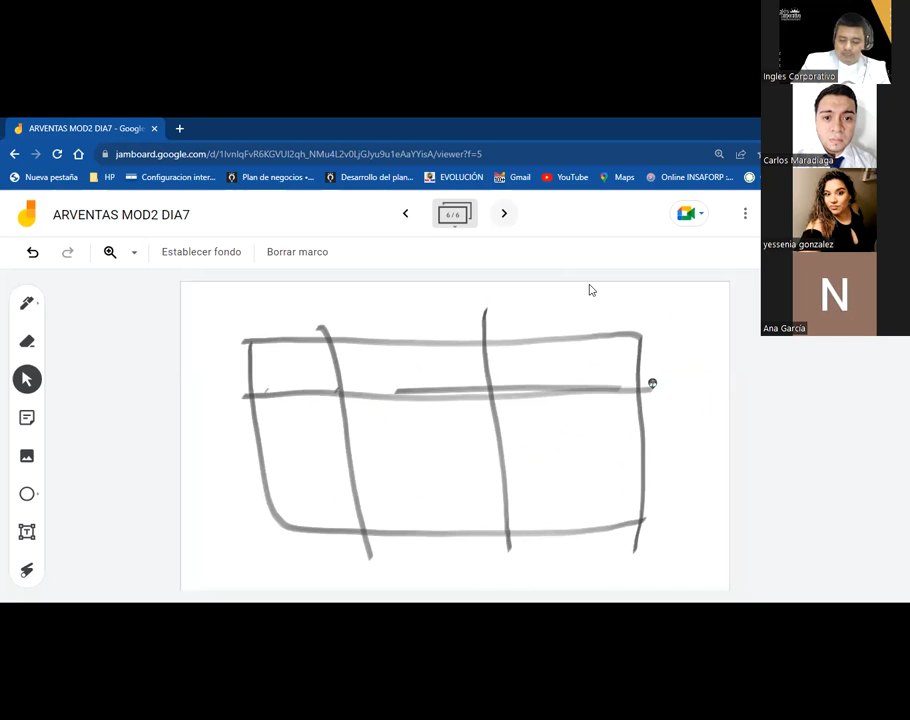 Ingles Corporativo
Carlos Maradiaga
yessenia gonzalez
N
Ana García
ARVENTAS MOD2 DIA7 - Google
jamboard.google.com/d/1IvnlqFvR6KGVUI2qh_NMu4L2v0LjGJyu9u1eAaYYisA/viewer?f=5
Nueva pestaña
HP
Configuracion inter...
Plan de negocios -...
Desarrollo del plan...
EVOLUCIÓN
Gmail
YouTube
Maps
Online INSAFORP :...
ARVENTAS MOD2 DIA7
6 / 6
Establecer fondo
Borrar marco